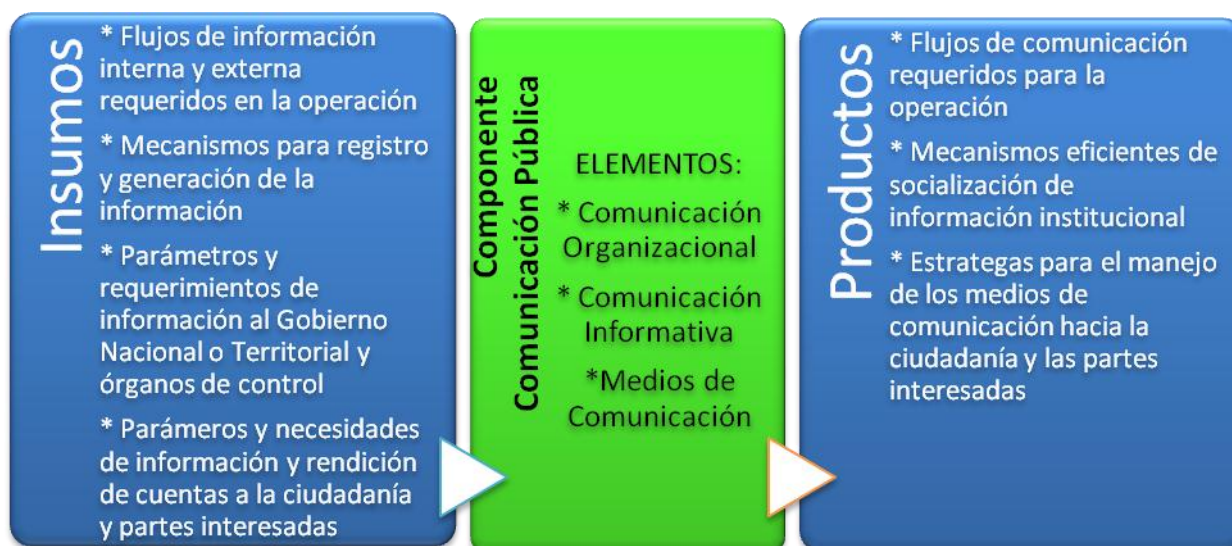 Insumos
* Flujos de información
interna y externa
requeridos en la operación
* Mecanismos para registro
y generación de la
información
* Parámetros y
requerimientos de
información al Gobierno
Nacional o Territorial y
órganos de control
* Parámeros y necesidades
de información y rendición
de cuentas a la ciudadanía
y partes interesadas
Componente
Comunicación Pública
ELEMENTOS:
* Comunicación
Organizacional
* Comunicación
Informativa
*Medios de
Comunicación
Productos
* Flujos de comunicación
requeridos para la
operación
* Mecanismos eficientes de
socialización de
información institucional
* Estrategas para el manejo
de los medios de
comunicación hacia la
ciudadanía y las partes
interesadas